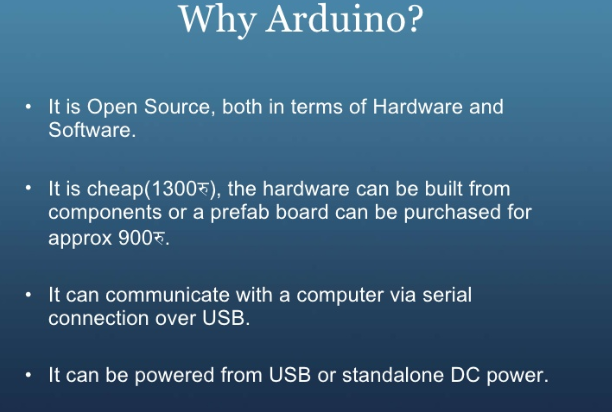 Why Arduino?
• It is Open Source, both in terms of Hardware and
Software.
• It is cheap(1300रु), the hardware can be built from
components or a prefab board can be purchased for
approx 900रु.
• It can communicate with a computer via serial
connection over USB.
• It can be powered from USB or standalone DC power.